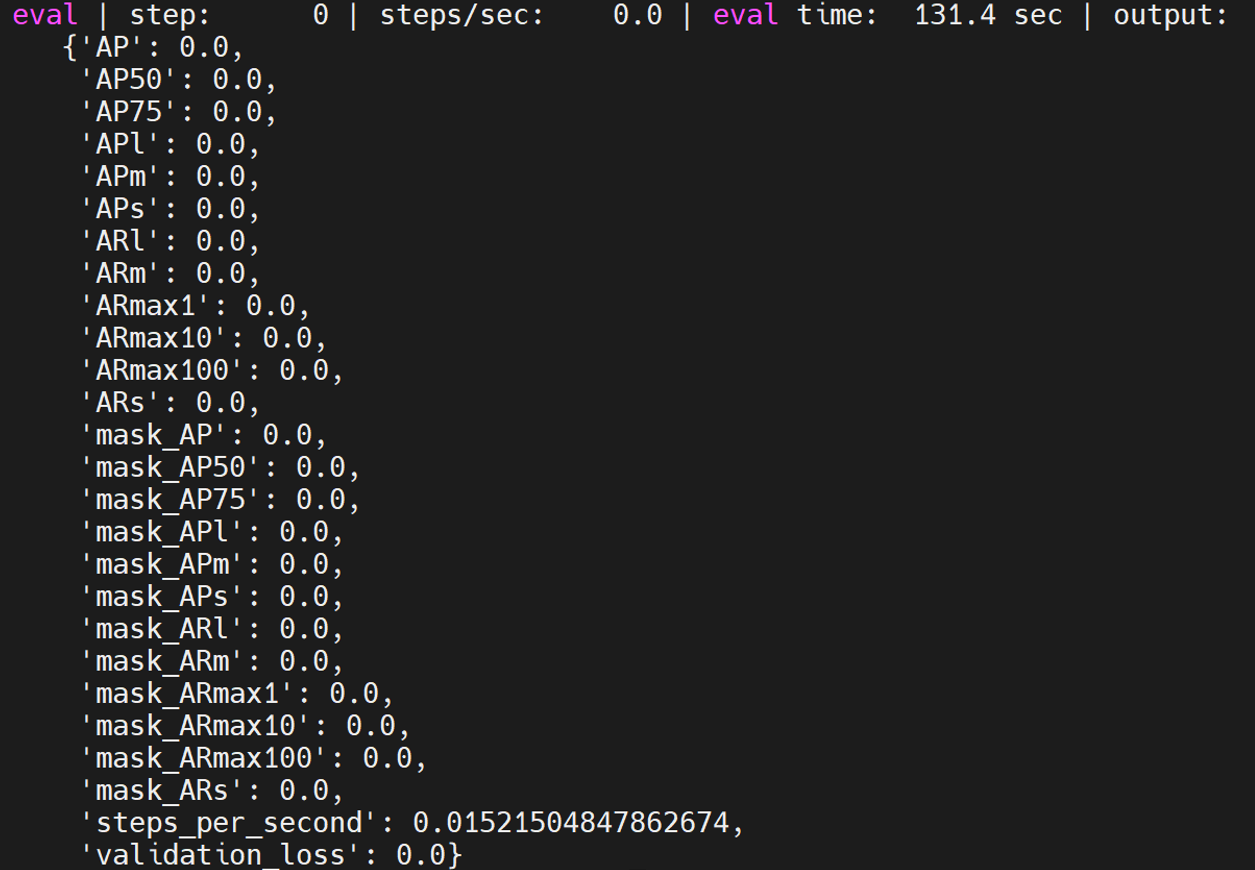 eval | step:      0 | steps/sec:    0.0 | eval time:  131.4 sec | output:
{'AP': 0.0,
'AP50': 0.0,
'AP75': 0.0,
'APl': 0.0,
'APm': 0.0,
'APs': 0.0,
'ARl': 0.0,
'ARm': 0.0,
'ARmax1': 0.0,
'ARmax10': 0.0,
'ARmax100': 0.0,
'ARs': 0.0,
'mask_AP': 0.0,
'mask_AP50': 0.0,
'mask_AP75': 0.0,
'mask_APl': 0.0,
'mask_APm': 0.0,
'mask_APs': 0.0,
'mask_ARl': 0.0,
'mask_ARm': 0.0,
'mask_ARmax1': 0.0,
'mask_ARmax10': 0.0,
'mask_ARmax100': 0.0,
'mask_ARs': 0.0,
'steps_per_second': 0.01521504847862674,
'validation_loss': 0.0}